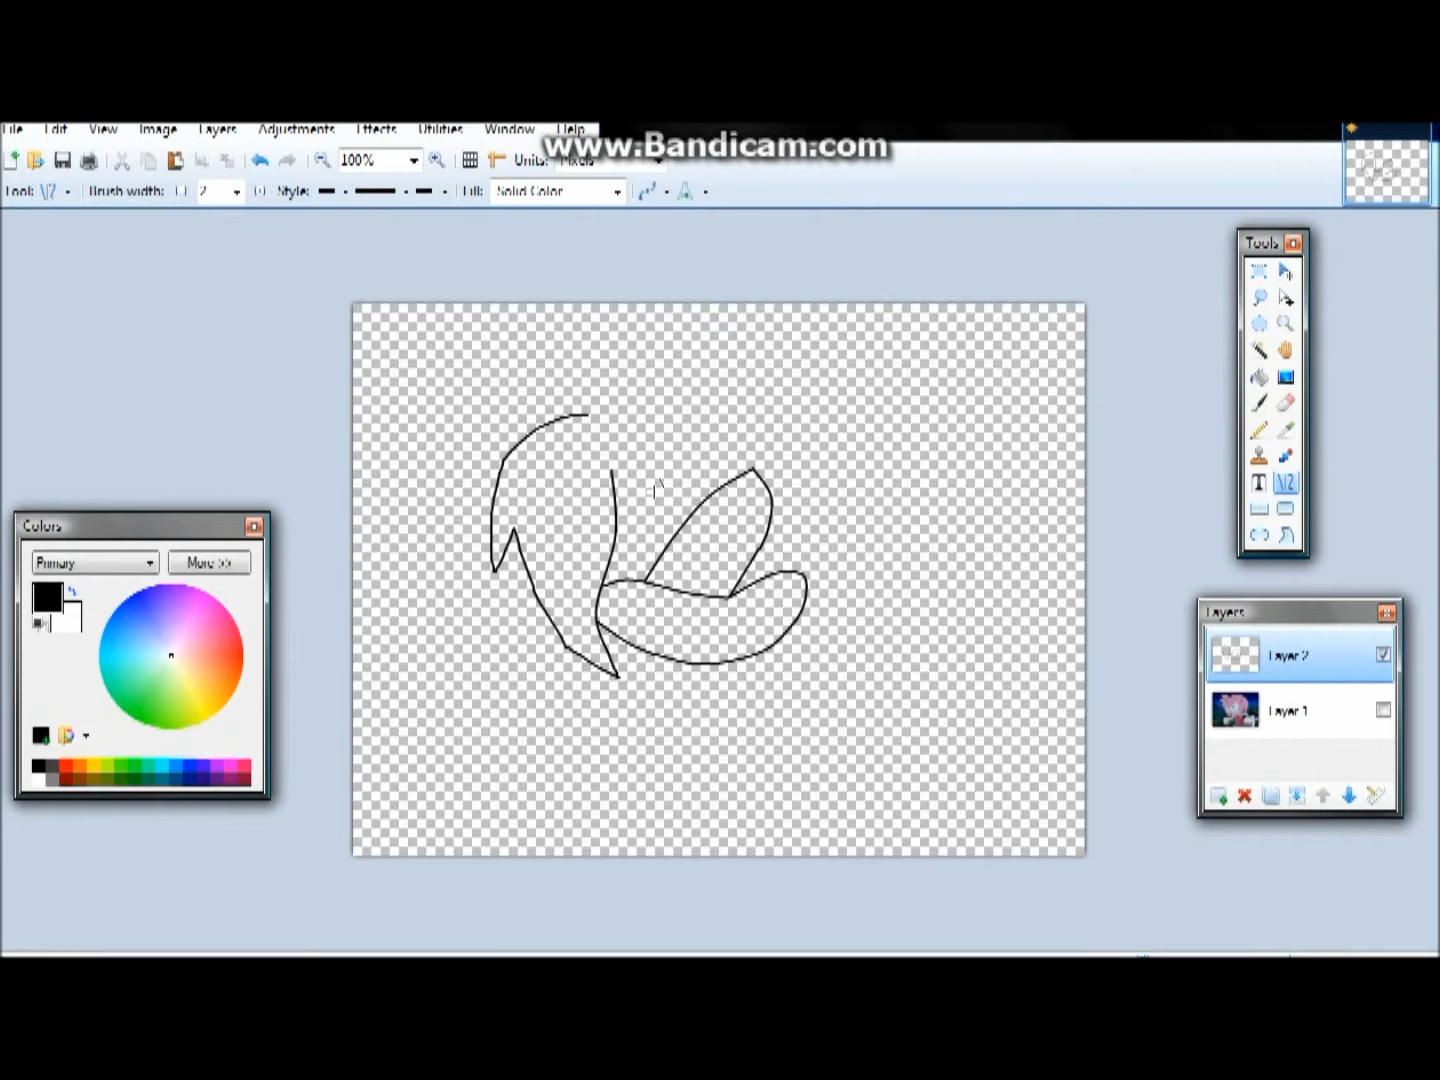 File Edit View Image Layers Adjustments Effects Utilities Window Help
www.Bandicam.com
100% Units: Pixels
Tool: Brush width: 2 Style: Fill: Solid Color
Tools
Colors
Primary More >>
Layers
Layer 2
Layer 1